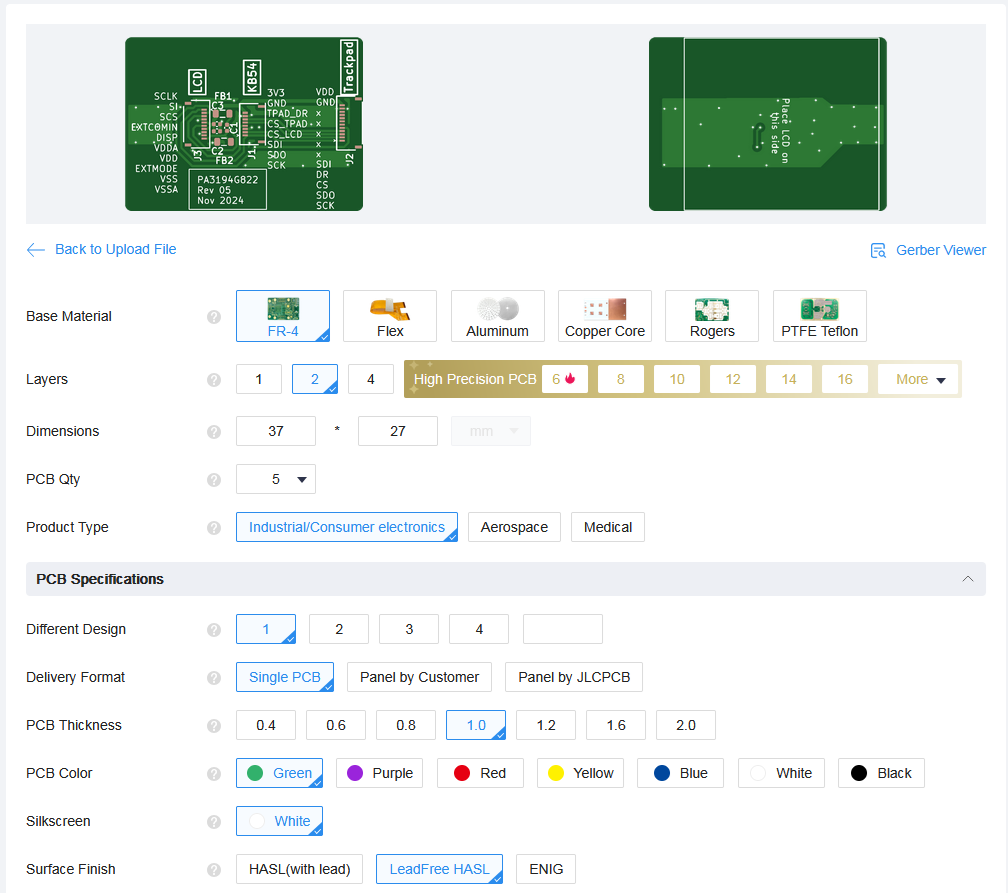 LCD
KB54
Trackpad
SCLK
SI
SCS
EXTCOMIN
DISP
VDDA
VDD
EXTMODE
VSS
VSSA
FB1
C3
C1
C2
FB2
J3
J1
J2
3V3
GND
TPAD_DR
CS_TPAD
CS_LCD
SDI
SDO
SCK
VDD
GND
x
x
x
x
x
SDI
DR
CS
SDO
SCK
PA3194G822
Rev 05
Nov 2024
Place LCD on
this side
Back to Upload File
Gerber Viewer
Base Material ? FR-4 Flex Aluminum Copper Core Rogers PTFE Teflon
Layers ? 1 2 4 High Precision PCB 6 8 10 12 14 16 More
Dimensions ? 37 * 27 mm
PCB Qty ? 5
Product Type ? Industrial/Consumer electronics Aerospace Medical
PCB Specifications
Different Design ? 1 2 3 4
Delivery Format ? Single PCB Panel by Customer Panel by JLCPCB
PCB Thickness ? 0.4 0.6 0.8 1.0 1.2 1.6 2.0
PCB Color ? Green Purple Red Yellow Blue White Black
Silkscreen ? White
Surface Finish ? HASL(with lead) LeadFree HASL ENIG